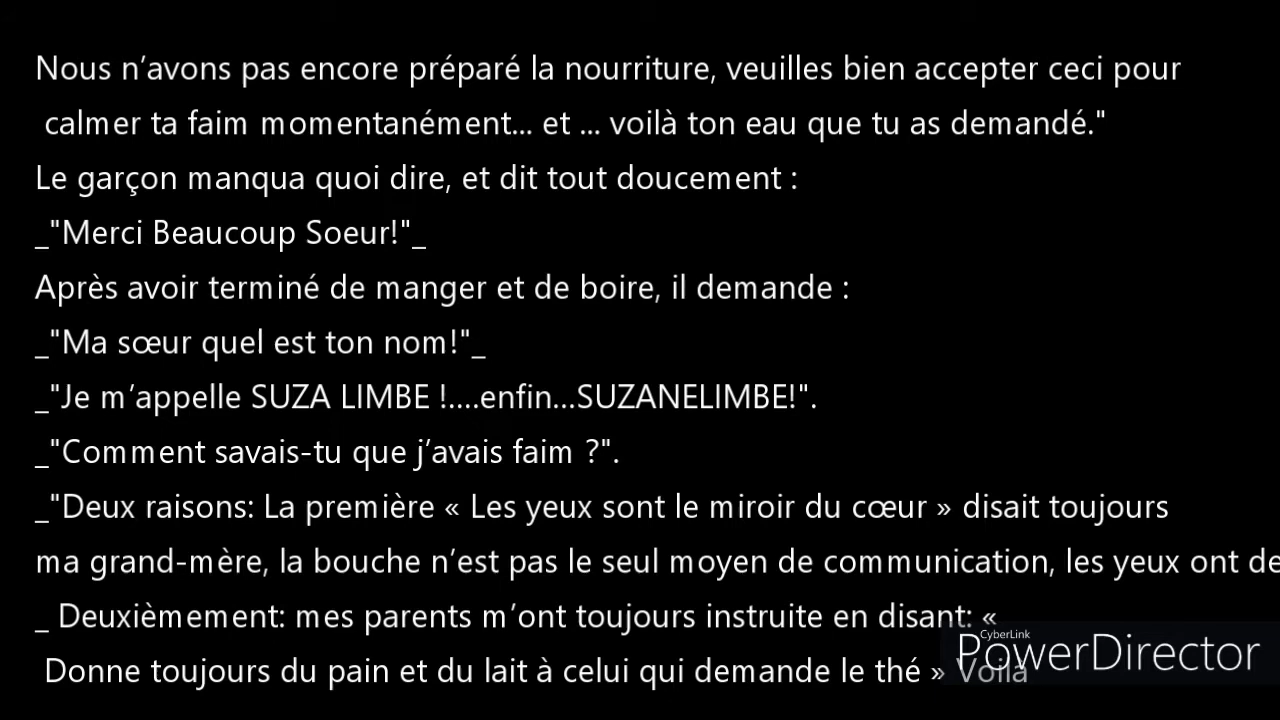 Nous n’avons pas encore préparé la nourriture, veuilles bien accepter ceci pour
calmer ta faim momentanément... et ... voilà ton eau que tu as demandé."
Le garçon manqua quoi dire, et dit tout doucement :
_"Merci Beaucoup Soeur!"_
Après avoir terminé de manger et de boire, il demande :
_"Ma sœur quel est ton nom!"_
_"Je m’appelle SUZA LIMBE !....enfin...SUZANELIMBE!".
_"Comment savais-tu que j’avais faim ?".
_"Deux raisons: La première « Les yeux sont le miroir du cœur » disait toujours
ma grand-mère, la bouche n’est pas le seul moyen de communication, les yeux ont de
_ Deuxièmement: mes parents m’ont toujours instruite en disant: «
Donne toujours du pain et du lait à celui qui demande le thé » Voilà
CyberLink
PowerDirector